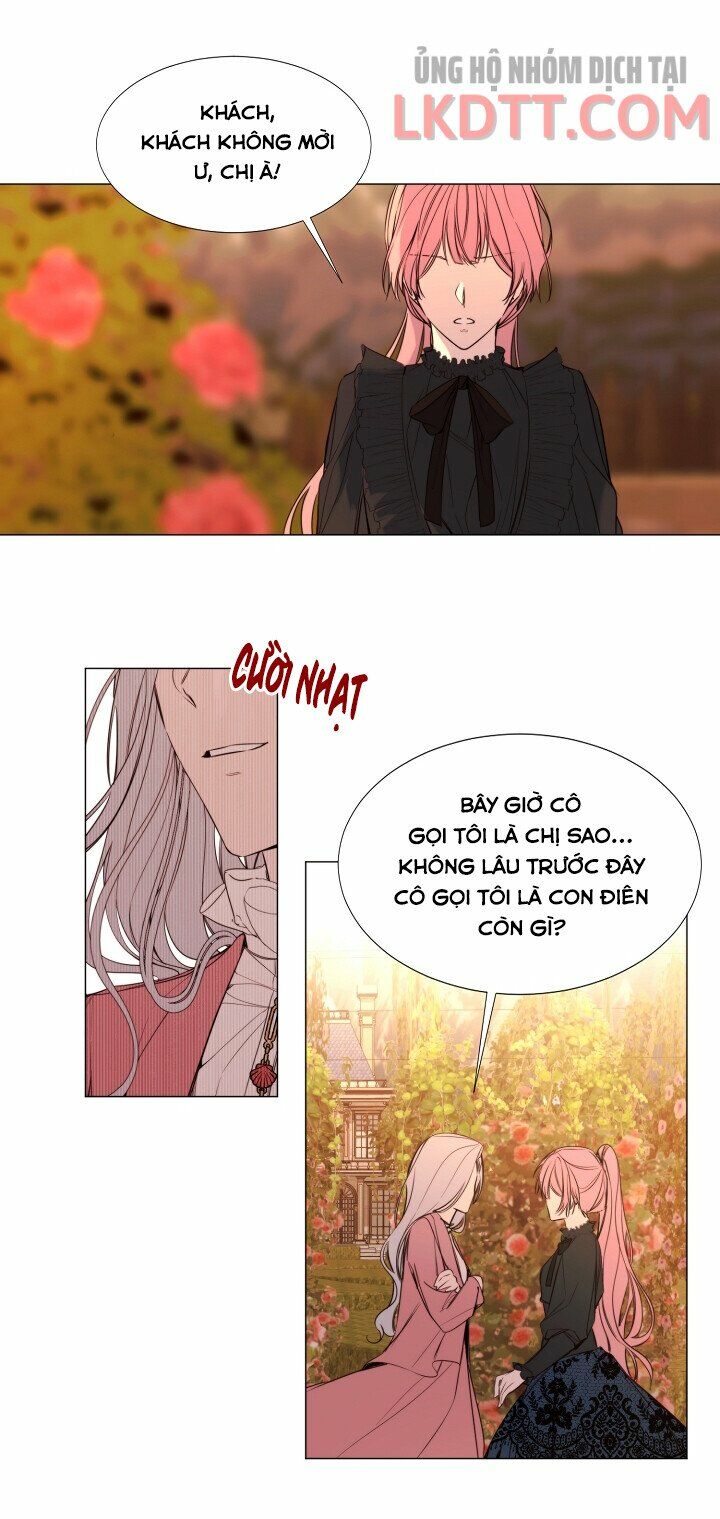 ỦNG HỘ NHÓM DỊCH TẠI
LKDTT.COM
KHÁCH,
KHÁCH KHÔNG MỜI
Ư, CHỊ À!
CƯỜI NHẠT
BÂY GIỜ CÔ
GỌI TÔI LÀ CHỊ SAO...
KHÔNG LÂU TRƯỚC ĐÂY
CÔ GỌI TÔI LÀ CON ĐIÊN
CÒN GÌ?